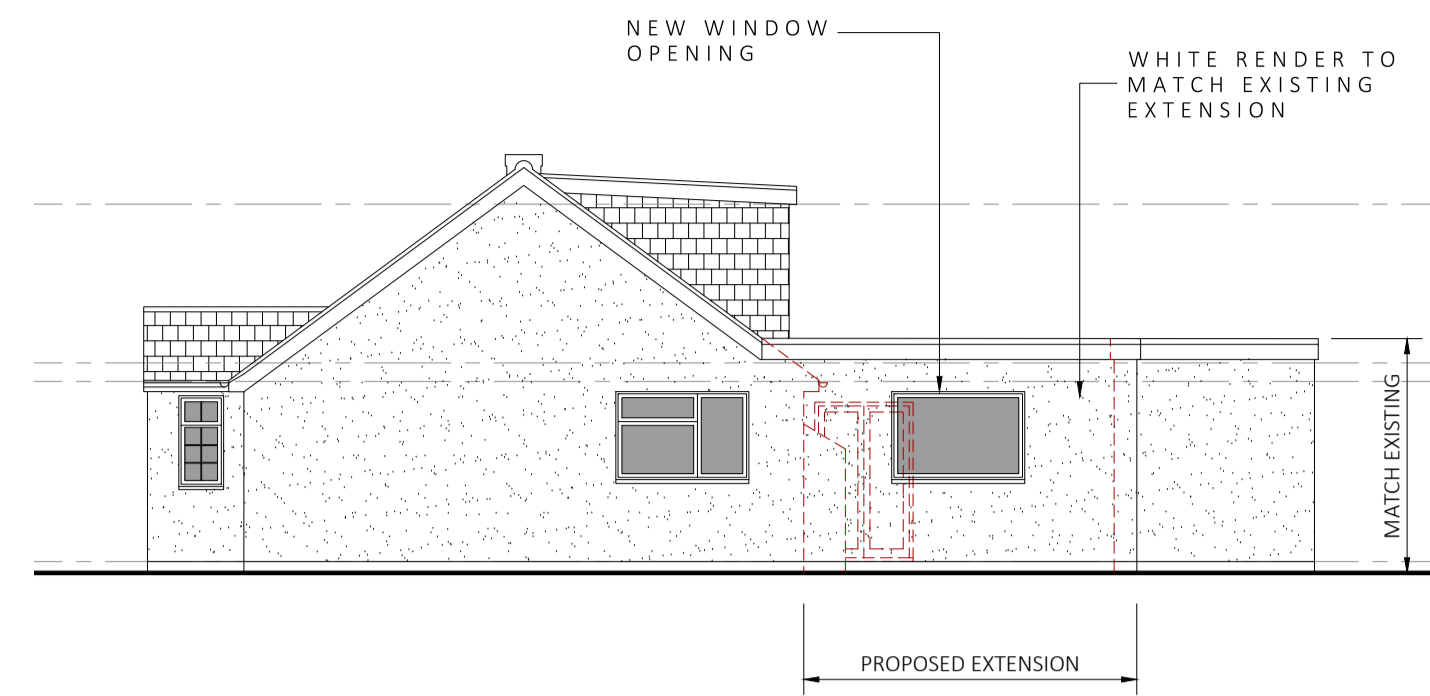 NEW WINDOW
OPENING
WHITE RENDER TO
MATCH EXISTING
EXTENSION
MATCH EXISTING
PROPOSED EXTENSION